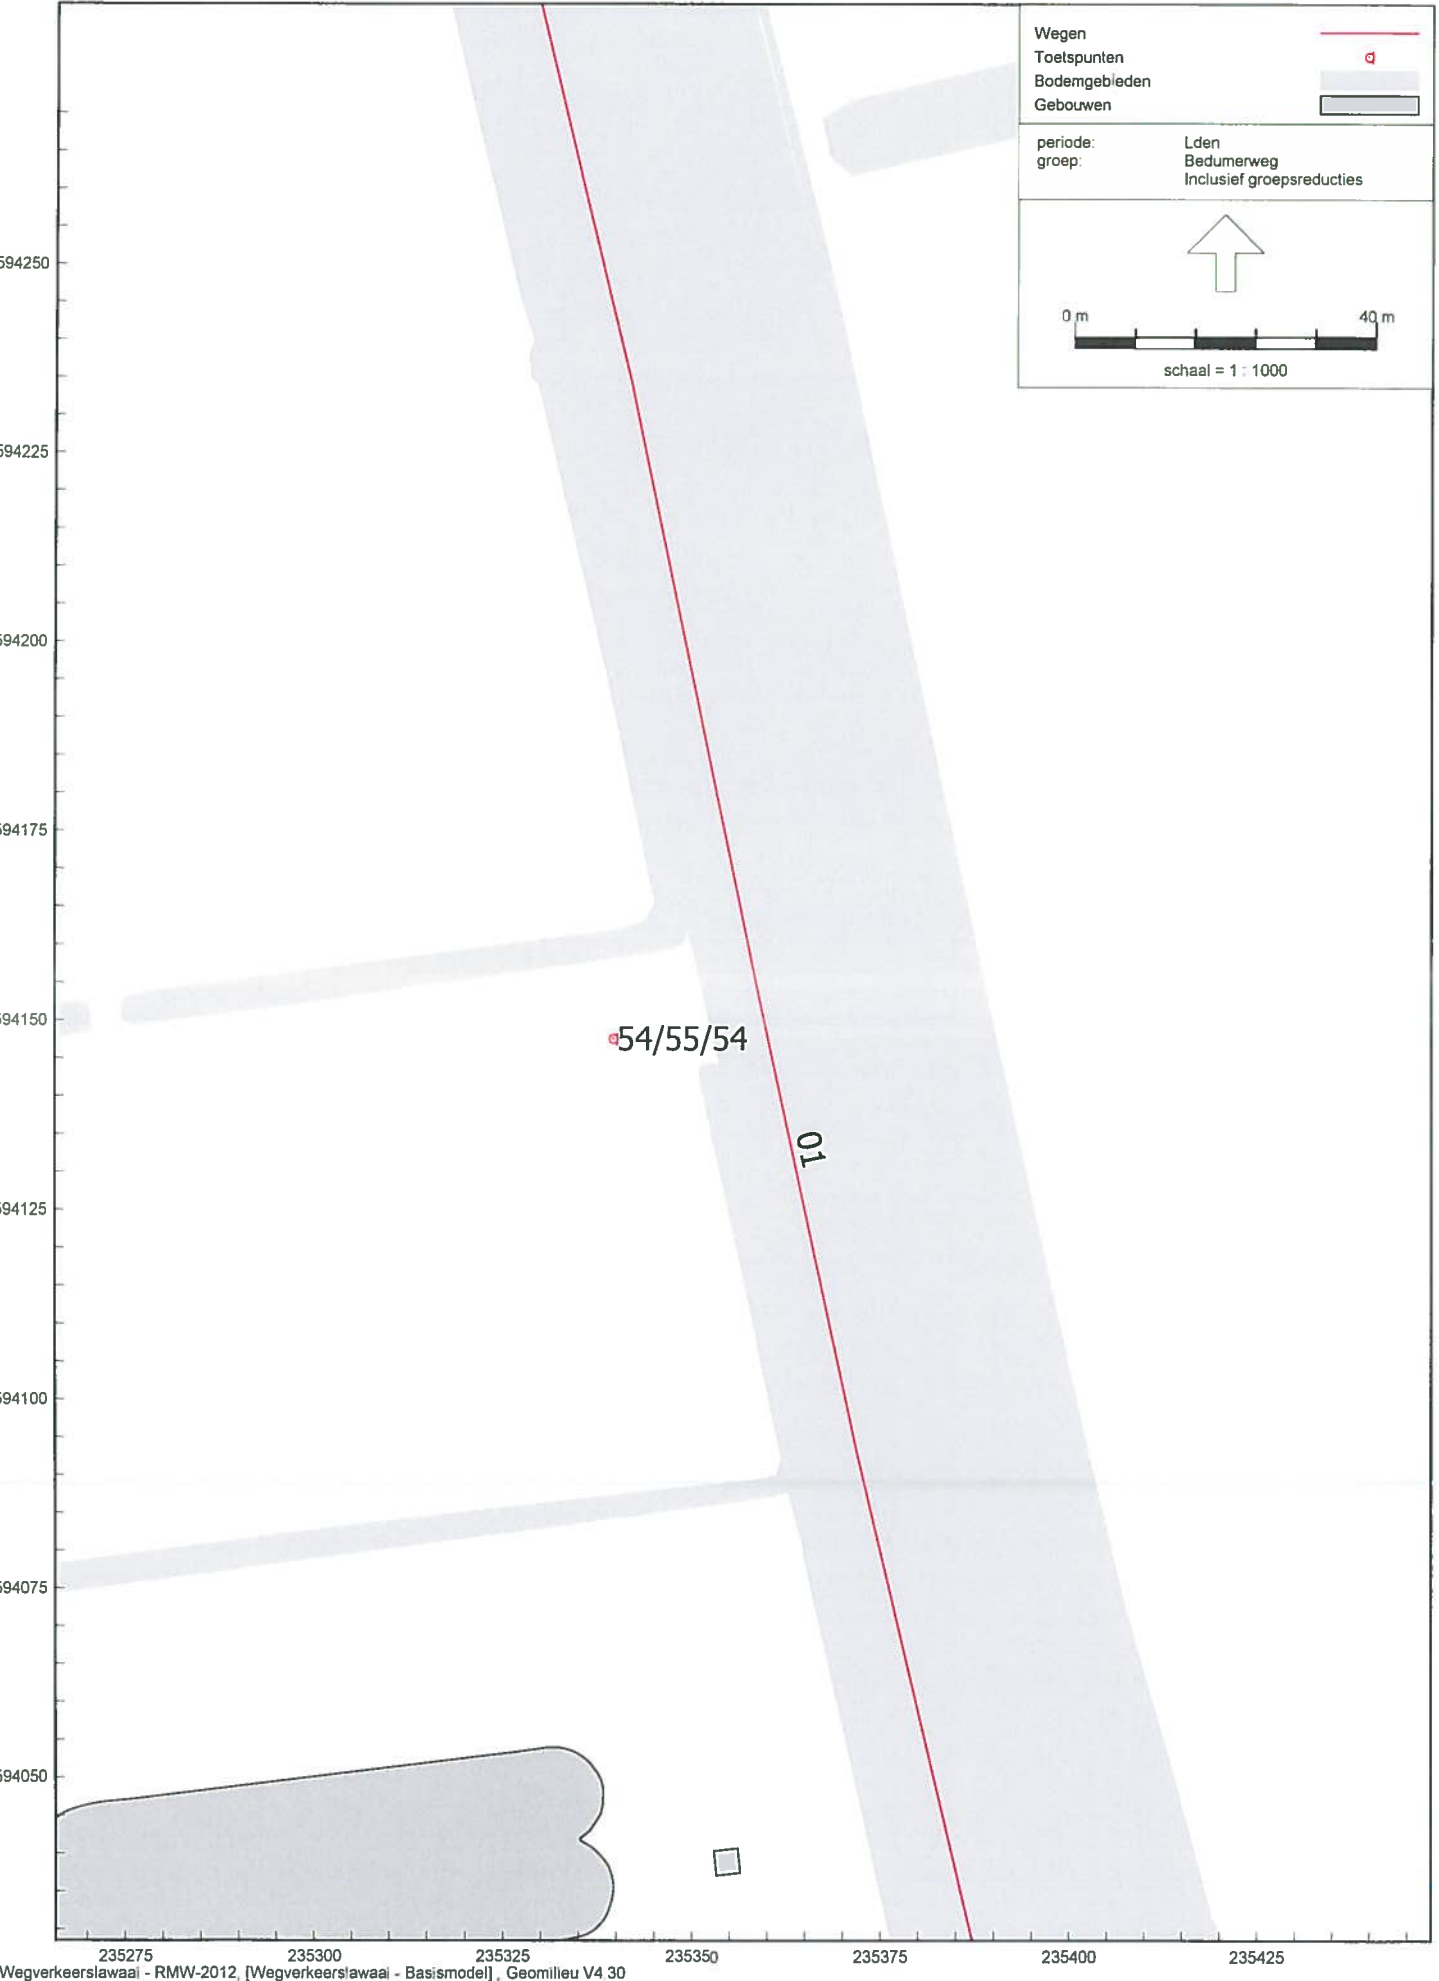 Wegen
Toetspunten
Bodemgebieden
Gebouwen
periode: Lden
groep: Bedumerweg
Inclusief groepsreducties
0 m 40 m
schaal = 1 : 1000
594250
594225
594200
594175
594150
54/55/54
01
594125
594100
594075
594050
235275 235300 235325 235350 235375 235400 235425
Wegverkeerslawaai - RMW-2012, [Wegverkeerslawaai - Basismodel] , Geomilieu V4.30